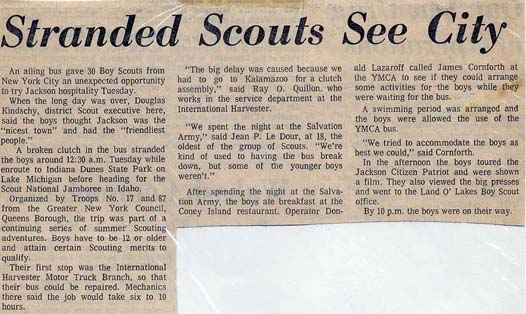 Stranded Scouts See City
An ailing bus gave 30 Boy Scouts from
New York City an unexpected opportunity
to try Jackson hospitality Tuesday.
When the long day was over, Douglas
Kindschy, district Scout executive here,
said the boys thought Jackson was the
"nicest town" and had the "friendliest
people."
A broken clutch in the bus stranded
the boys around 12:30 a.m. Tuesday while
enroute to Indiana Dunes State Park on
Lake Michigan before heading for the
Scout National Jamboree in Idaho.
Organized by Troops No. 17 and 87
from the Greater New York Council,
Queens Borough, the trip was part of a
continuing series of summer Scouting
adventures. Boys have to be 12 or older
and attain certain Scouting merits to
qualify.
Their first stop was the International
Harvester Motor Truck Branch, so that
their bus could be repaired. Mechanics
there said the job would take six to 10
hours.
"The big delay was caused because we
had to go to Kalamazoo for a clutch
assembly," said Ray O. Quillon, who
works in the service department at the
International Harvester.
"We spent the night at the Salvation
Army," said Jean P. Le Dour, at 18, the
oldest of the group of Scouts. "We're
kind of used to having the bus break
down, but some of the younger boys
weren't."
After spending the night at the Salva-
tion Army, the boys ate breakfast at the
Coney Island restaurant. Operator Don-
ald Lazaroff called James Cornforth at
the YMCA to see if they could arrange
some activities for the boys while they
were waiting for the bus.
A swimming period was arranged and
the boys were allowed the use of the
YMCA bus.
"We tried to accommodate the boys as
best we could," said Cornforth.
In the afternoon the boys toured the
Jackson Citizen Patriot and were shown
a film. They also viewed the big presses
and went to the Land O' Lakes Boy Scout
office.
By 10 p.m. the boys were on their way.